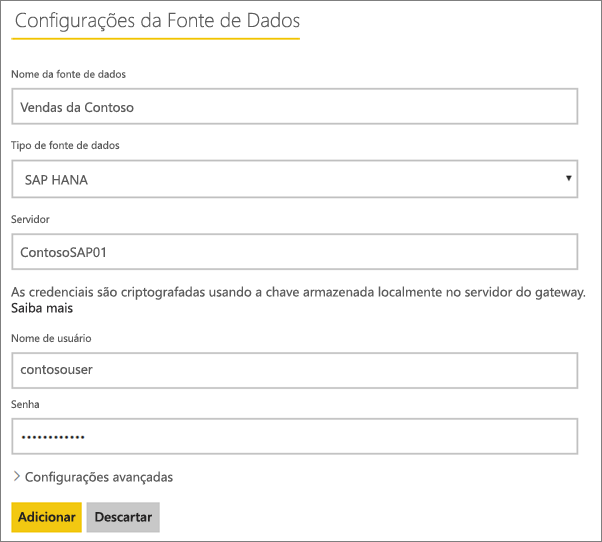 Configurações da Fonte de Dados
Nome da fonte de dados
Vendas da Contoso
Tipo de fonte de dados
SAP HANA
Servidor
ContosoSAP01
As credenciais são criptografadas usando a chave armazenada localmente no servidor do gateway.
Saiba mais
Nome de usuário
contosouser
Senha
••••••••••••
Configurações avançadas
Adicionar Descartar